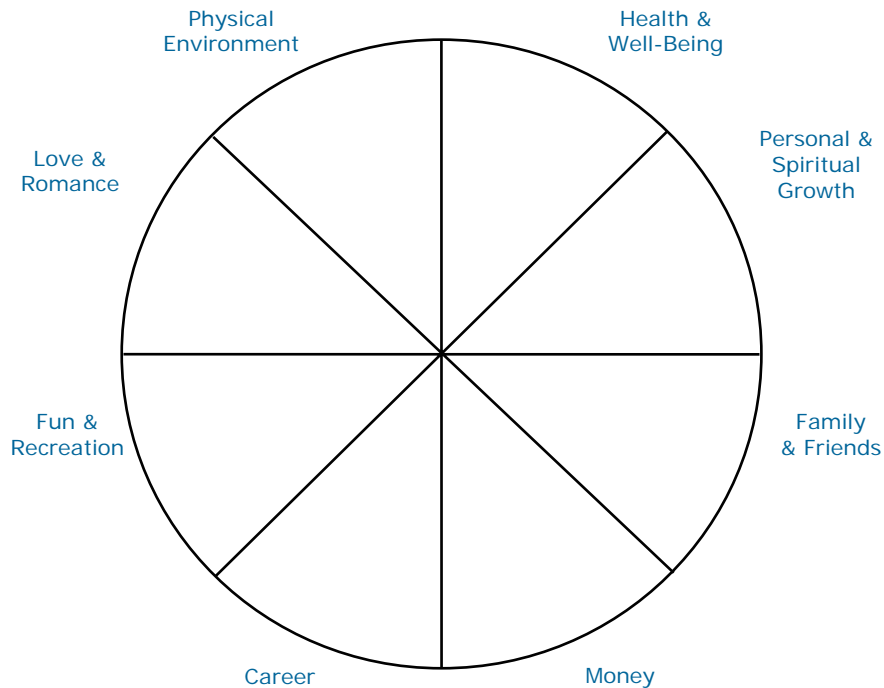 Physical
Environment
Health &
Well-Being
Love &
Romance
Personal &
Spiritual
Growth
Fun &
Recreation
Family
& Friends
Career
Money